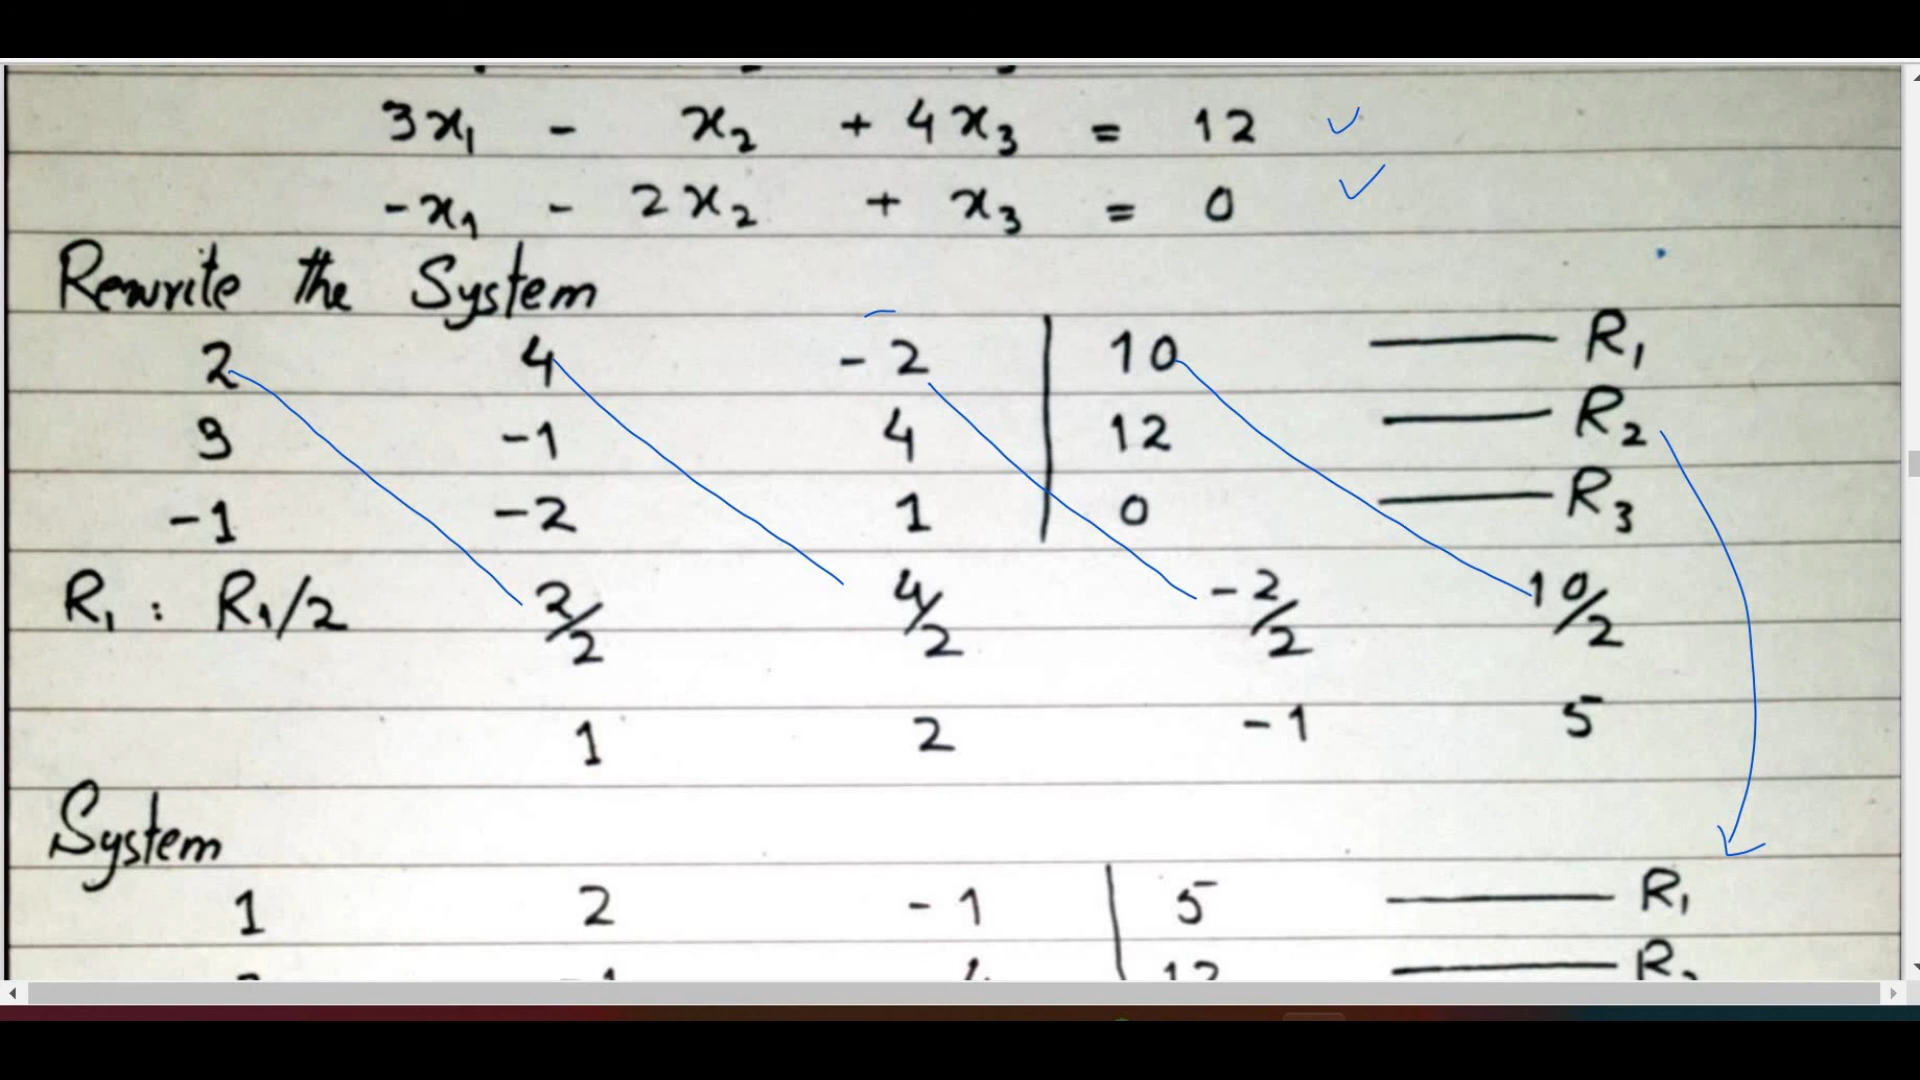 3x₁ - x₂ + 4x₃ = 12
-x₁ - 2x₂ + x₃ = 0
Rewrite the System
2 4 -2 | 10 —— R₁
3 -1 4 | 12 —— R₂
-1 -2 1 | 0 —— R₃
R₁ : R₁/2 2/2 4/2 -2/2 10/2
1 2 -1 5
System
1 2 -1 | 5 —— R₁